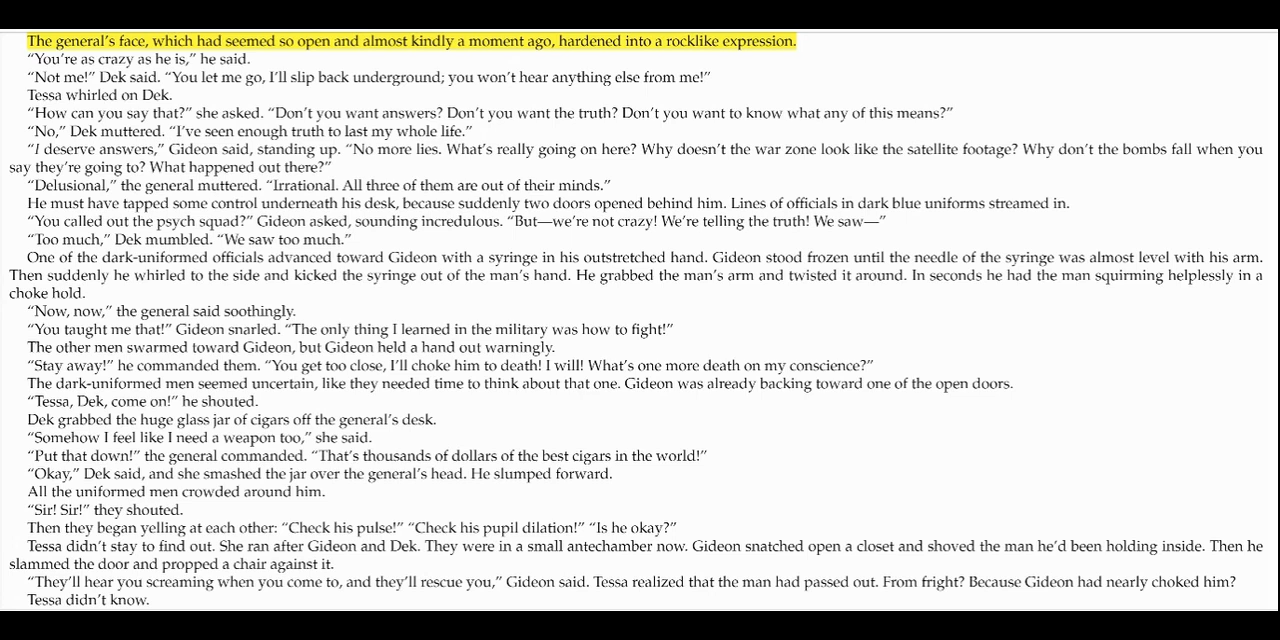 The general’s face, which had seemed so open and almost kindly a moment ago, hardened into a rocklike expression.
“You’re as crazy as he is,” he said.
“Not me!” Dek said. “You let me go, I’ll slip back underground; you won’t hear anything else from me!”
Tessa whirled on Dek.
“How can you say that?” she asked. “Don’t you want answers? Don’t you want the truth? Don’t you want to know what any of this means?”
“No,” Dek muttered. “I’ve seen enough truth to last my whole life.”
“I deserve answers,” Gideon said, standing up. “No more lies. What’s really going on here? Why doesn’t the war zone look like the satellite footage? Why don’t the bombs fall when you
say they’re going to? What happened out there?”
“Delusional,” the general muttered. “Irrational. All three of them are out of their minds.”
He must have tapped some control underneath his desk, because suddenly two doors opened behind him. Lines of officials in dark blue uniforms streamed in.
“You called out the psych squad?” Gideon asked, sounding incredulous. “But—we’re not crazy! We’re telling the truth! We saw—”
“Too much,” Dek mumbled. “We saw too much.”
One of the dark-uniformed officials advanced toward Gideon with a syringe in his outstretched hand. Gideon stood frozen until the needle of the syringe was almost level with his arm.
Then suddenly he whirled to the side and kicked the syringe out of the man’s hand. He grabbed the man’s arm and twisted it around. In seconds he had the man squirming helplessly in a
choke hold.
“Now, now,” the general said soothingly.
“You taught me that!” Gideon snarled. “The only thing I learned in the military was how to fight!”
The other men swarmed toward Gideon, but Gideon held a hand out warningly.
“Stay away!” he commanded them. “You get too close, I’ll choke him to death! I will! What’s one more death on my conscience?”
The dark-uniformed men seemed uncertain, like they needed time to think about that one. Gideon was already backing toward one of the open doors.
“Tessa, Dek, come on!” he shouted.
Dek grabbed the huge glass jar of cigars off the general’s desk.
“Somehow I feel like I need a weapon too,” she said.
“Put that down!” the general commanded. “That’s thousands of dollars of the best cigars in the world!”
“Okay,” Dek said, and she smashed the jar over the general’s head. He slumped forward.
All the uniformed men crowded around him.
“Sir! Sir!” they shouted.
Then they began yelling at each other: “Check his pulse!” “Check his pupil dilation!” “Is he okay?”
Tessa didn’t stay to find out. She ran after Gideon and Dek. They were in a small antechamber now. Gideon snatched open a closet and shoved the man he’d been holding inside. Then he
slammed the door and propped a chair against it.
“They’ll hear you screaming when you come to, and they’ll rescue you,” Gideon said. Tessa realized that the man had passed out. From fright? Because Gideon had nearly choked him?
Tessa didn’t know.